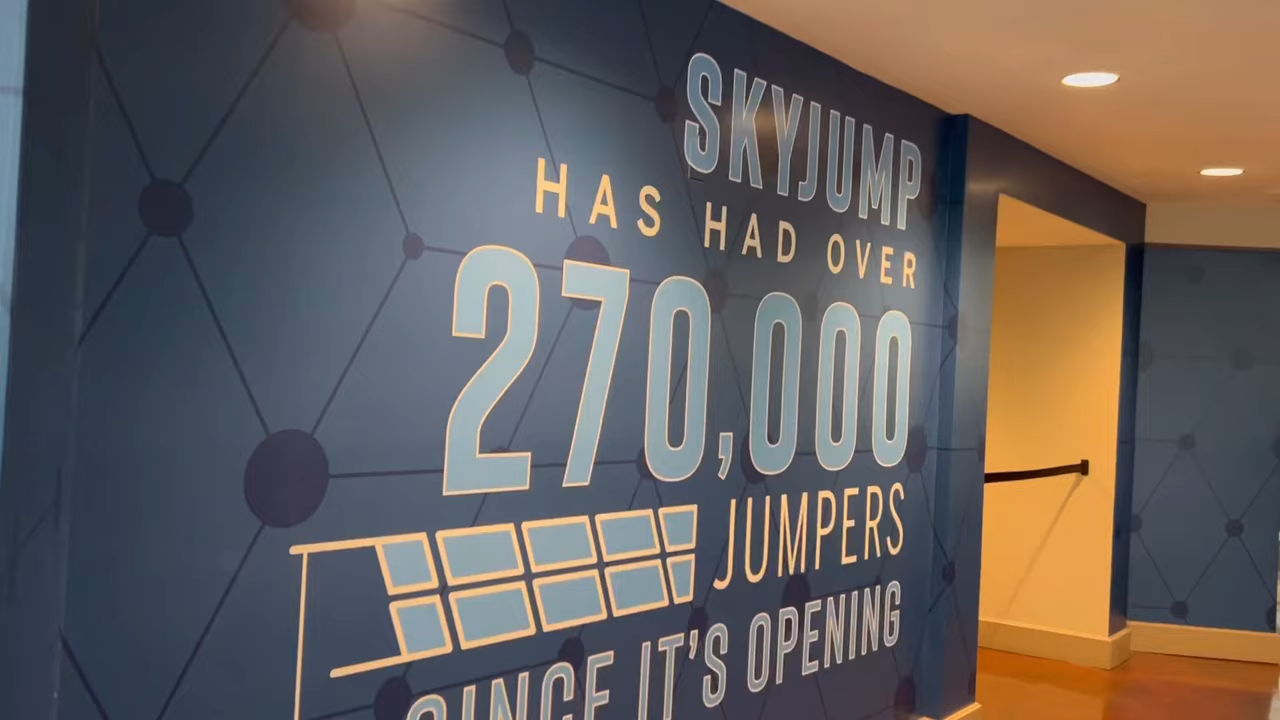 SKYJUMP
HAS HAD OVER
270,000
JUMPERS
SINCE IT'S OPENING